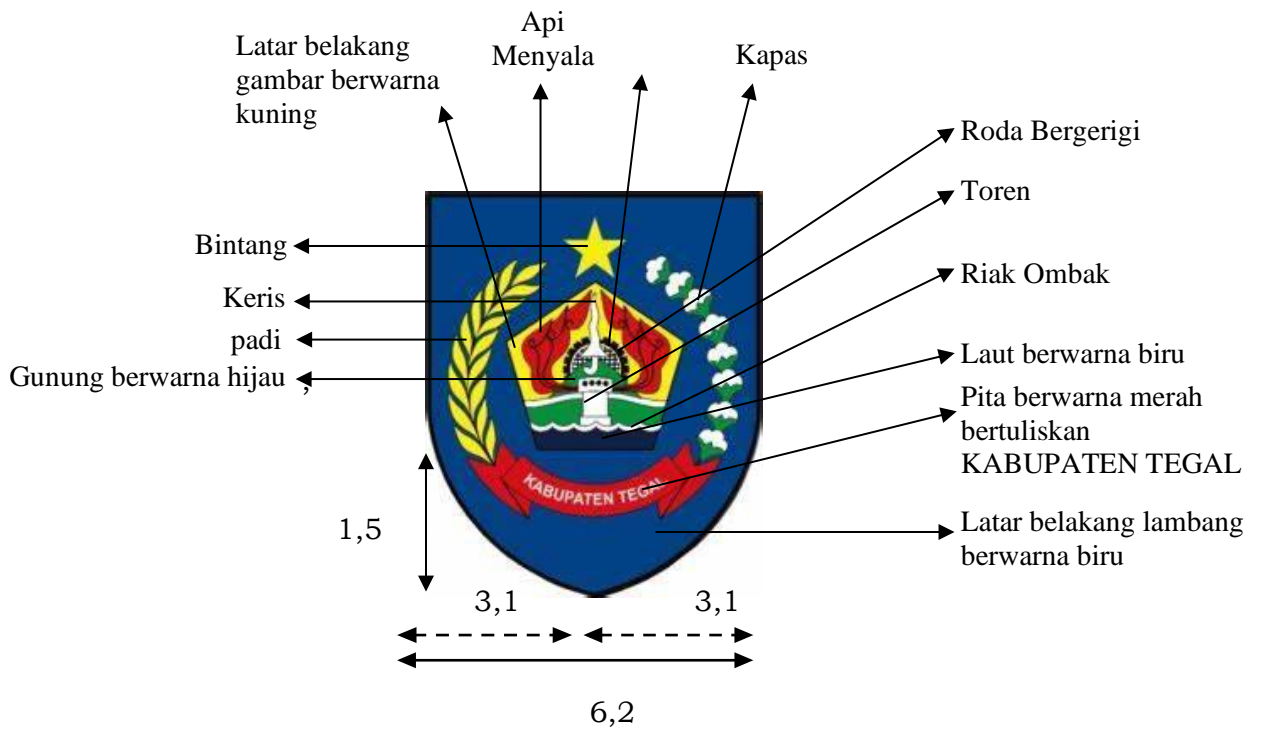 Api
Menyala
Latar belakang
gambar berwarna
kuning
Kapas
Roda Bergerigi
Toren
Bintang
Riak Ombak
Keris
padi
Laut berwarna biru
Gunung berwarna hijau ,
Pita berwarna merah
bertuliskan
KABUPATEN TEGAL
KABUPATEN TEGAL
Latar belakang lambang
berwarna biru
1,5
3,1
3,1
6,2